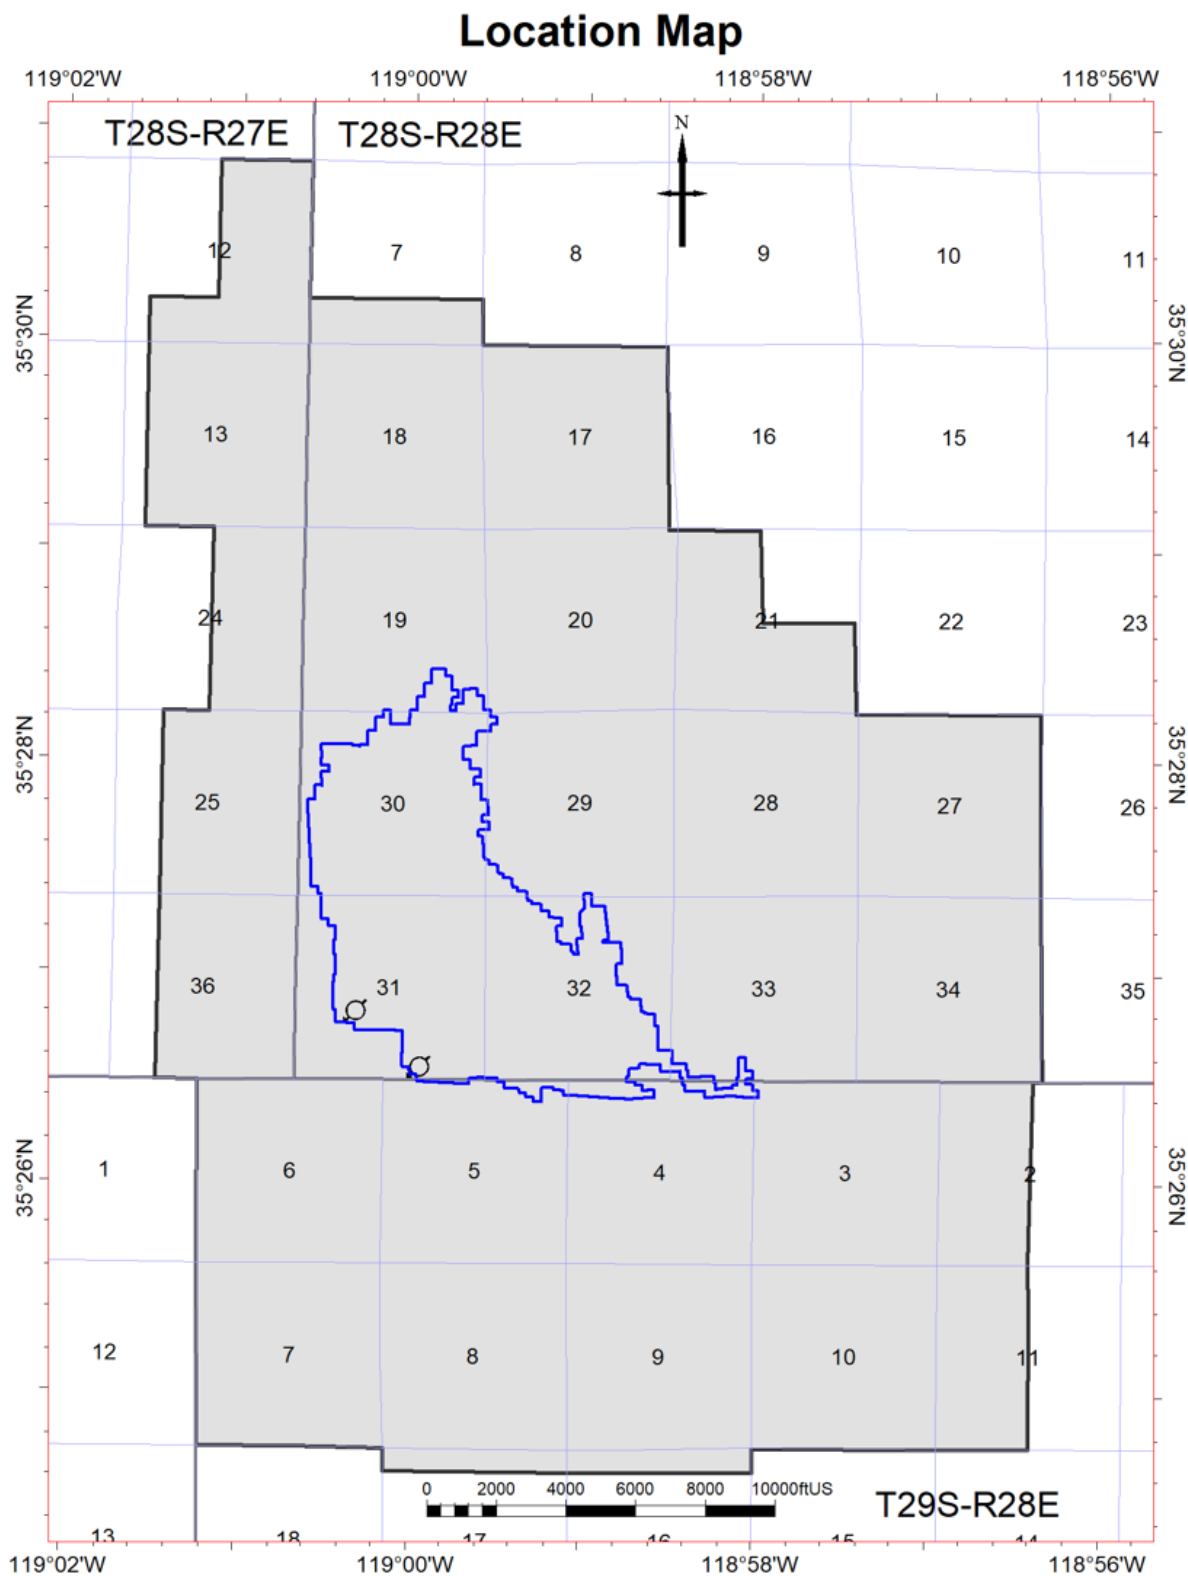 Location Map
119°02'W 119°00'W 118°58'W 118°56'W
T28S-R27E T28S-R28E
N
12 7 8 9 10 11
35°30'N 35°30'N
13 18 17 16 15 14
24 19 20 21 22 23
35°28'N 35°28'N
25 30 29 28 27 26
36 31 32 33 34 35
35°26'N 35°26'N
1 6 5 4 3 2
12 7 8 9 10 11
0 2000 4000 6000 8000 10000ftUS
T29S-R28E
13 18 17 16 15 14
119°02'W 119°00'W 118°58'W 118°56'W